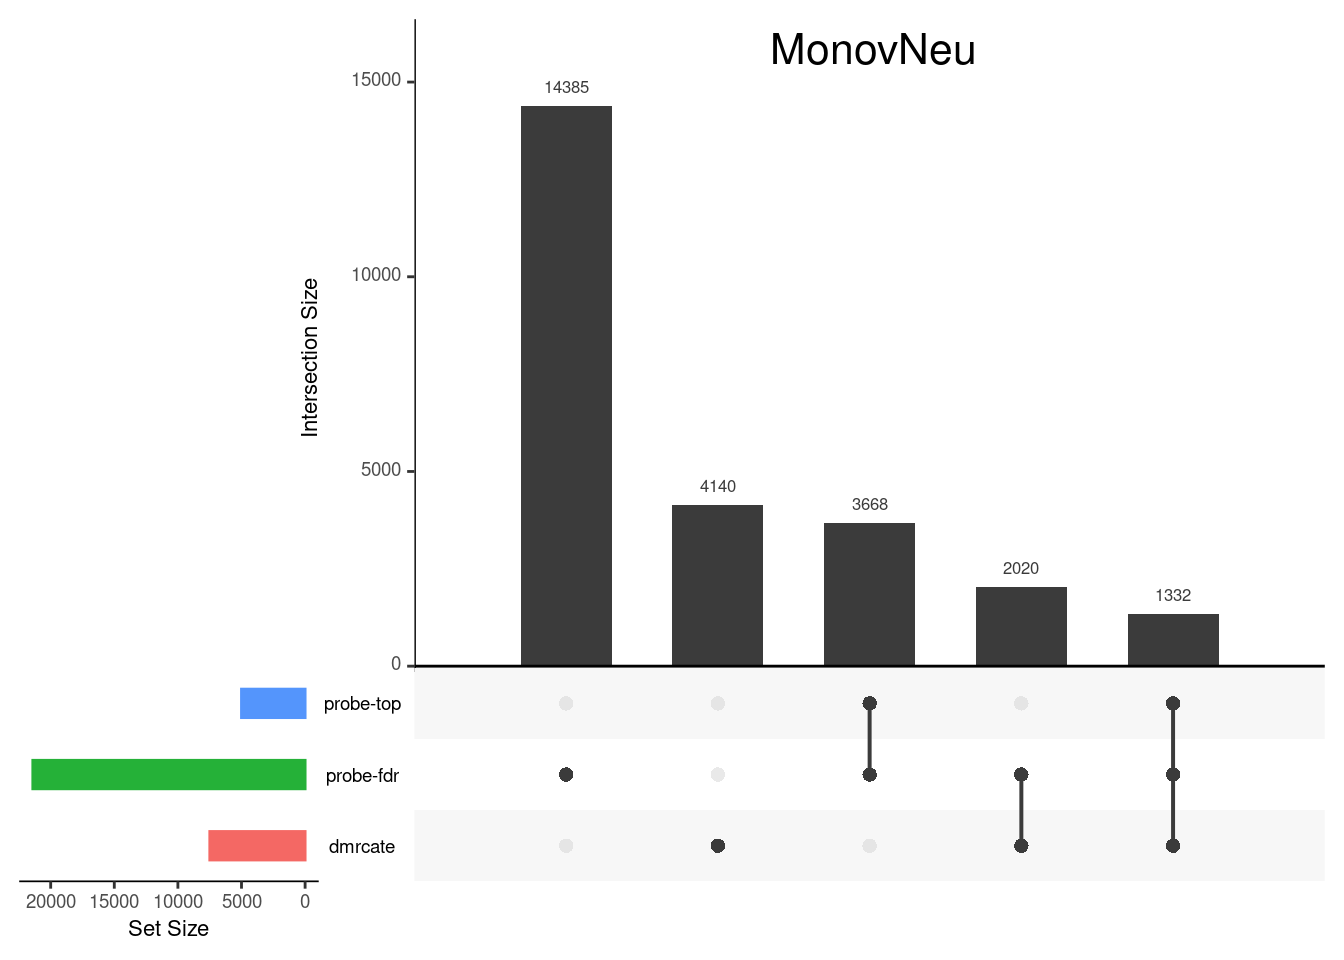 MonovNeu
15000
10000
5000
0
Intersection Size
14385
4140
3668
2020
1332
probe-top
probe-fdr
dmrcate
20000 15000 10000 5000 0
Set Size